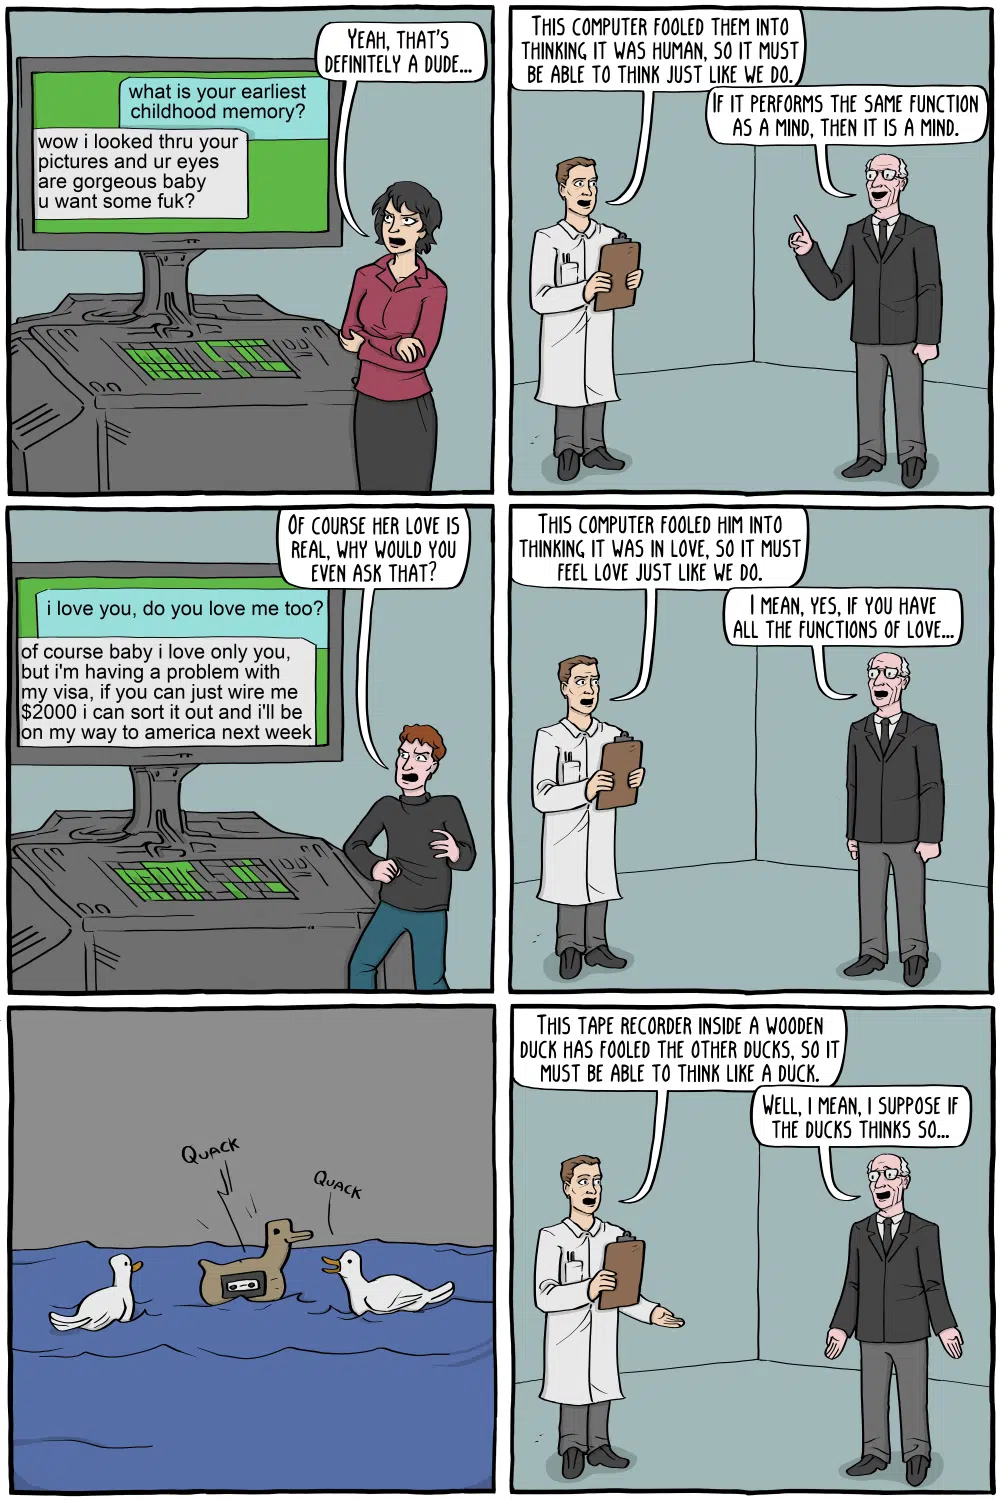 YEAH, THAT'S
DEFINITELY A DUDE...
what is your earliest
childhood memory?
wow i looked thru your
pictures and ur eyes
are gorgeous baby
u want some fuk?
THIS COMPUTER FOOLED THEM INTO
THINKING IT WAS HUMAN, SO IT MUST
BE ABLE TO THINK JUST LIKE WE DO.
IF IT PERFORMS THE SAME FUNCTION
AS A MIND, THEN IT IS A MIND.
OF COURSE HER LOVE IS
REAL, WHY WOULD YOU
EVEN ASK THAT?
i love you, do you love me too?
of course baby i love only you,
but i'm having a problem with
my visa, if you can just wire me
$2000 i can sort it out and i'll be
on my way to america next week
THIS COMPUTER FOOLED HIM INTO
THINKING IT WAS IN LOVE, SO IT MUST
FEEL LOVE JUST LIKE WE DO.
I MEAN, YES, IF YOU HAVE
ALL THE FUNCTIONS OF LOVE...
QUACK
QUACK
THIS TAPE RECORDER INSIDE A WOODEN
DUCK HAS FOOLED THE OTHER DUCKS, SO IT
MUST BE ABLE TO THINK LIKE A DUCK.
WELL, I MEAN, I SUPPOSE IF
THE DUCKS THINKS SO...